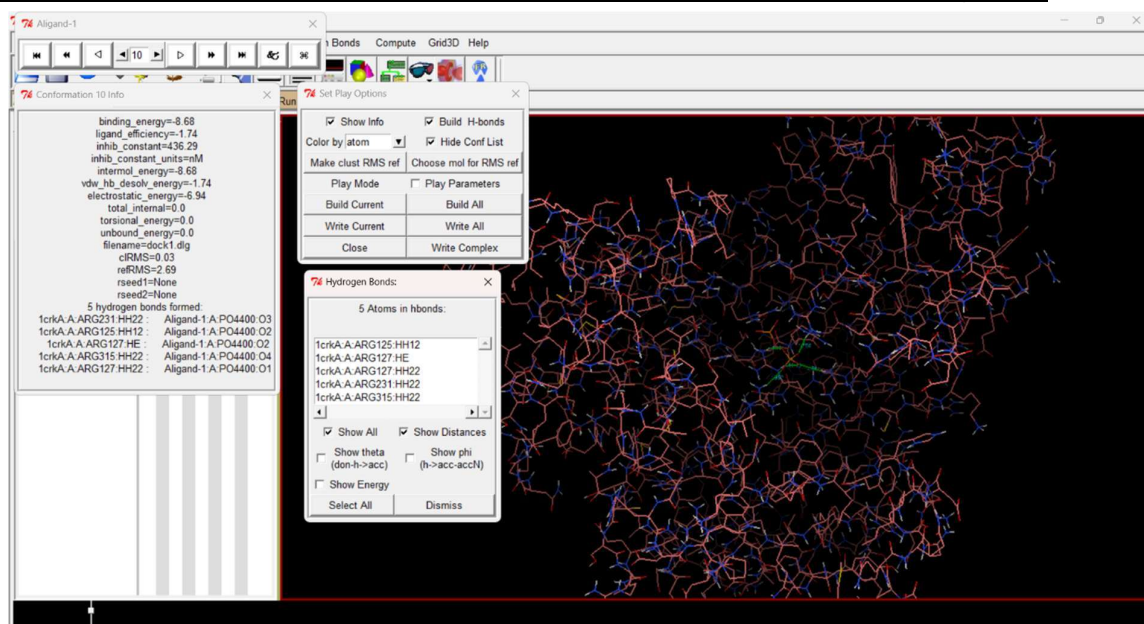 Aligand-1
Bonds Compute Grid3D Help
10
Run
Conformation 10 Info
binding_energy=-8.68
ligand_efficiency=-1.74
inhib_constant=436.29
inhib_constant_units=nM
intermol_energy=-8.68
vdw_hb_desolv_energy=-1.74
electrostatic_energy=-6.94
total_internal=0.0
torsional_energy=0.0
unbound_energy=0.0
filename=dock1.dlg
clRMS=0.03
refRMS=2.69
rseed1=None
rseed2=None
5 hydrogen bonds formed:
1crkA:A:ARG231:HH22 : Aligand-1:A:PO4400:O3
1crkA:A:ARG125:HH12 : Aligand-1:A:PO4400:O2
1crkA:A:ARG127:HE : Aligand-1:A:PO4400:O2
1crkA:A:ARG315:HH22 : Aligand-1:A:PO4400:O4
1crkA:A:ARG127:HH22 : Aligand-1:A:PO4400:O1
Set Play Options
Show Info Build H-bonds
Color by atom Hide Conf List
Make clust RMS ref Choose mol for RMS ref
Play Mode Play Parameters
Build Current Build All
Write Current Write All
Close Write Complex
Hydrogen Bonds:
5 Atoms in hbonds:
1crkA:A:ARG125:HH12
1crkA:A:ARG127:HE
1crkA:A:ARG127:HH22
1crkA:A:ARG231:HH22
1crkA:A:ARG315:HH22
Show All Show Distances
Show theta Show phi
(don-h->acc) (h->acc-accN)
Show Energy
Select All Dismiss